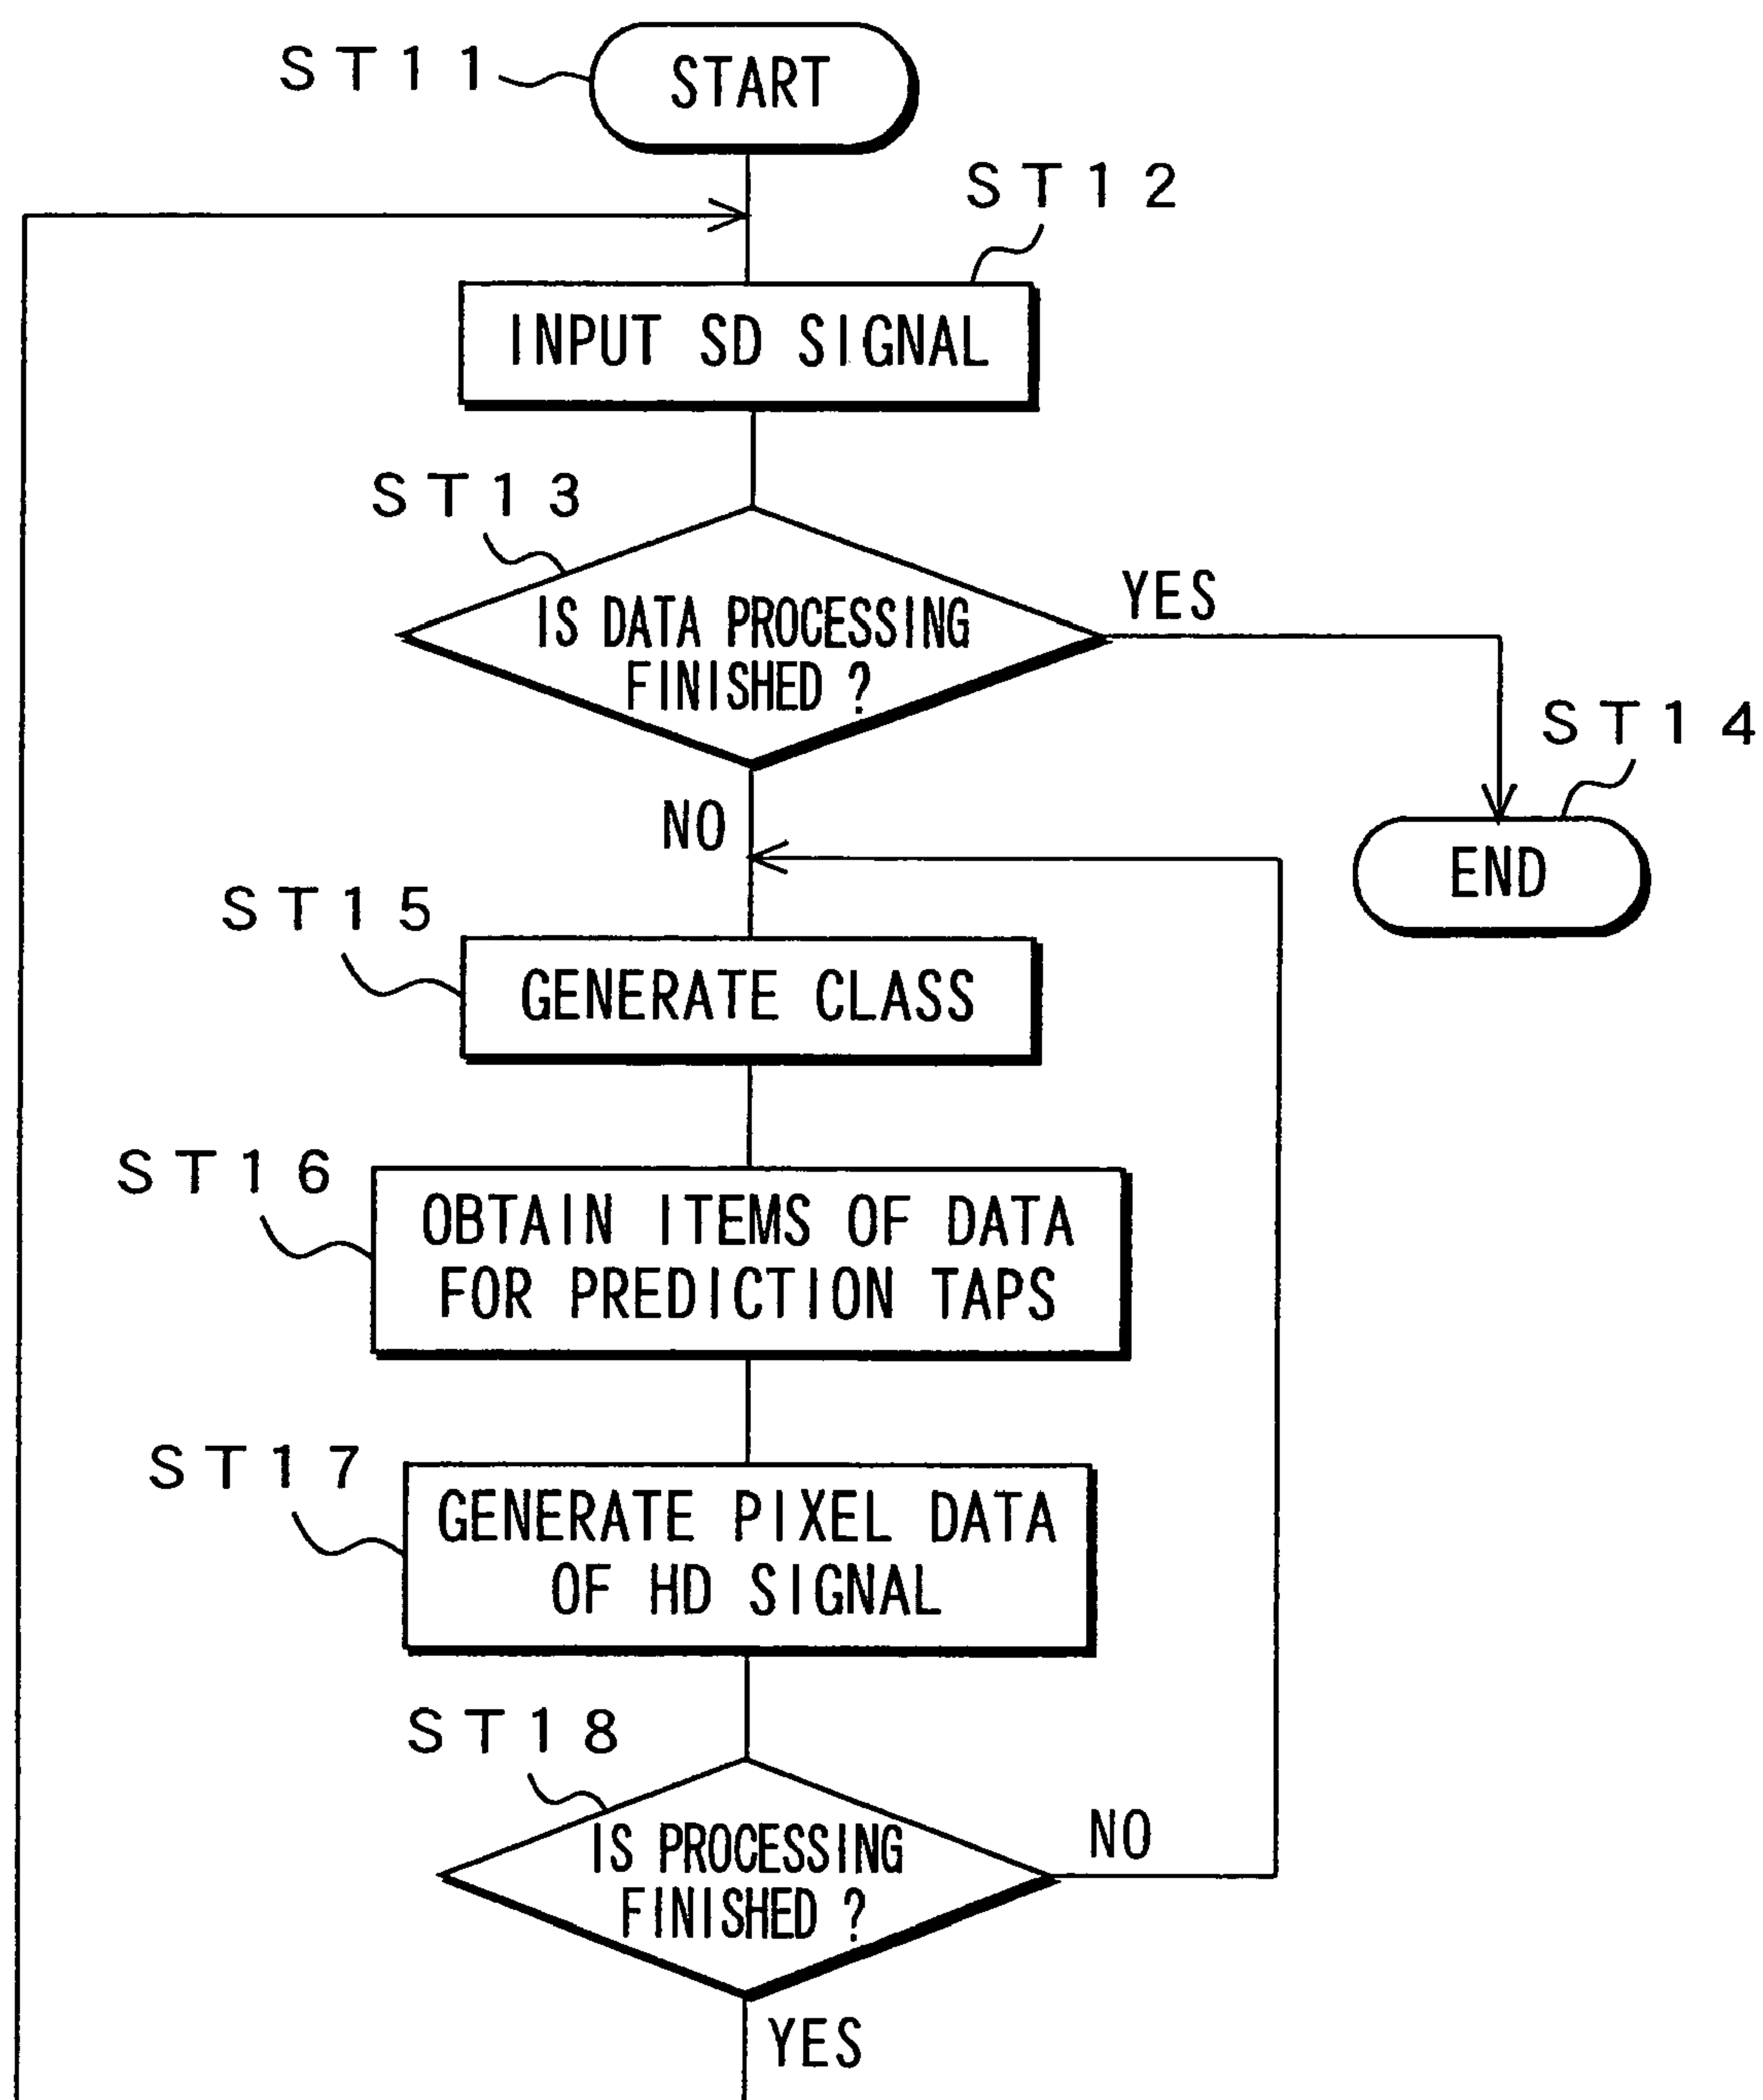 ST11
START
ST12
INPUT SD SIGNAL
ST13
IS DATA PROCESSING
FINISHED ?
YES
ST14
NO
END
ST15
GENERATE CLASS
ST16
OBTAIN ITEMS OF DATA
FOR PREDICTION TAPS
ST17
GENERATE PIXEL DATA
OF HD SIGNAL
ST18
IS PROCESSING
FINISHED ?
NO
YES